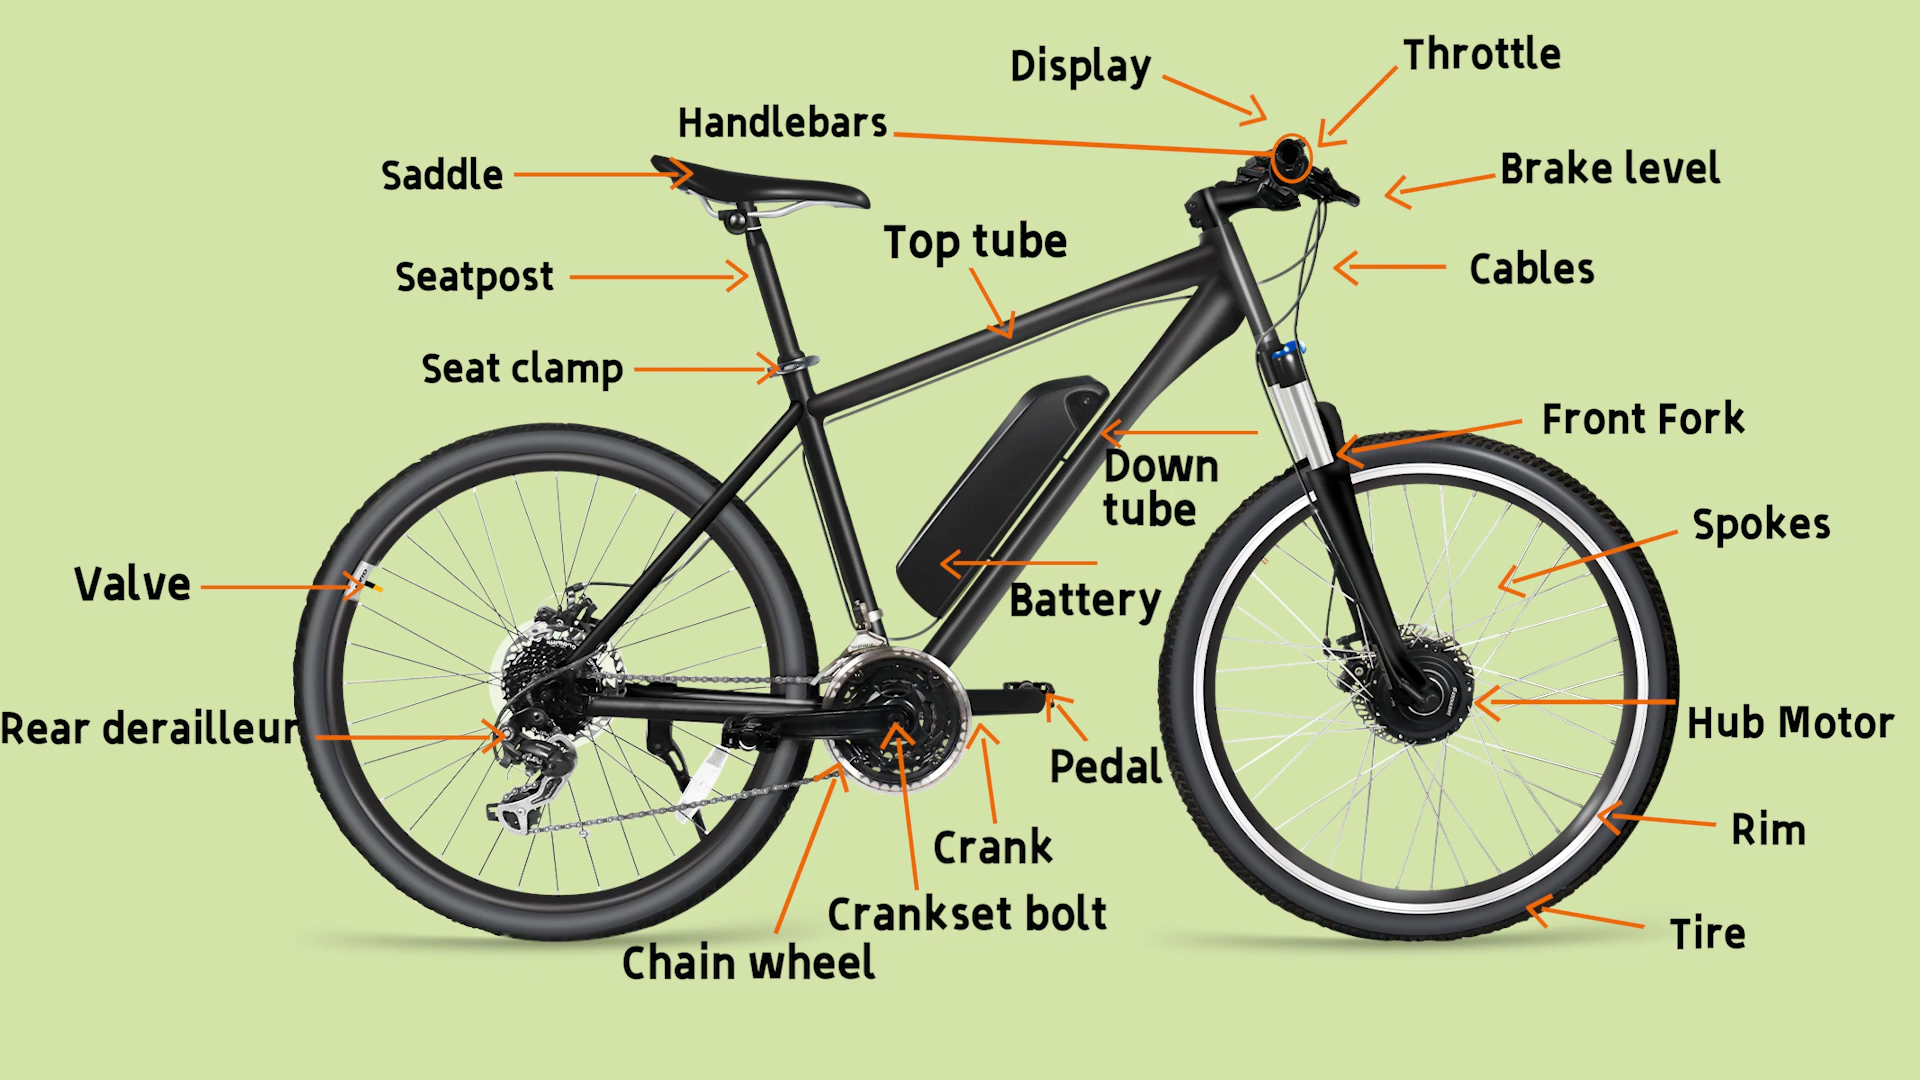 Display
Throttle
Handlebars
Brake level
Saddle
Top tube
Cables
Seatpost
Seat clamp
Front Fork
Down
tube
Spokes
Valve
Battery
Rear derailleur
Hub Motor
Pedal
Rim
Crank
Crankset bolt
Tire
Chain wheel